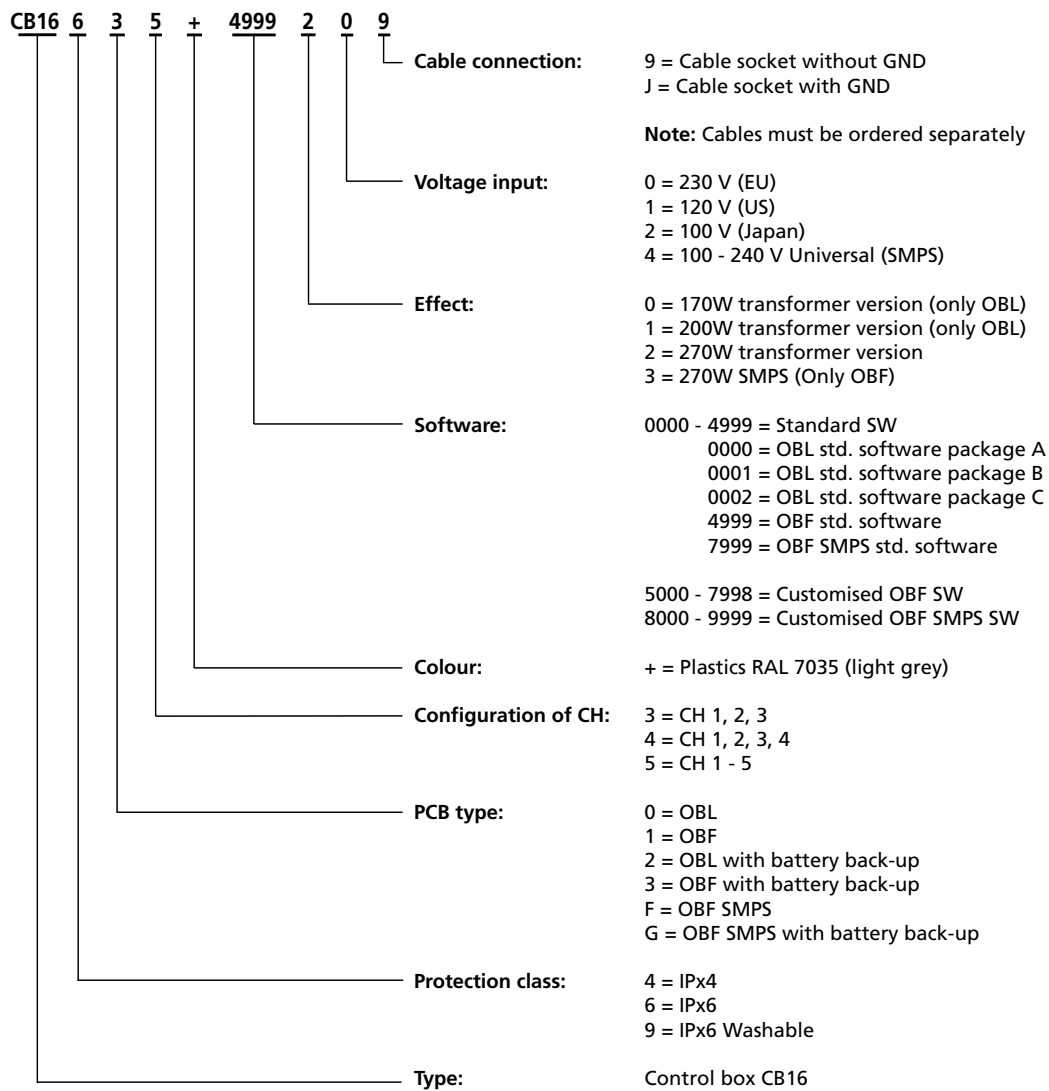 CB16 6 3 5 + 4999 2 0 9
Cable connection: 9 = Cable socket without GND
J = Cable socket with GND
Note: Cables must be ordered separately
Voltage input: 0 = 230 V (EU)
1 = 120 V (US)
2 = 100 V (Japan)
4 = 100 - 240 V Universal (SMPS)
Effect: 0 = 170W transformer version (only OBL)
1 = 200W transformer version (only OBL)
2 = 270W transformer version
3 = 270W SMPS (Only OBF)
Software: 0000 - 4999 = Standard SW
0000 = OBL std. software package A
0001 = OBL std. software package B
0002 = OBL std. software package C
4999 = OBF std. software
7999 = OBF SMPS std. software
5000 - 7998 = Customised OBF SW
8000 - 9999 = Customised OBF SMPS SW
Colour: + = Plastics RAL 7035 (light grey)
Configuration of CH: 3 = CH 1, 2, 3
4 = CH 1, 2, 3, 4
5 = CH 1 - 5
PCB type: 0 = OBL
1 = OBF
2 = OBL with battery back-up
3 = OBF with battery back-up
F = OBF SMPS
G = OBF SMPS with battery back-up
Protection class: 4 = IPx4
6 = IPx6
9 = IPx6 Washable
Type: Control box CB16